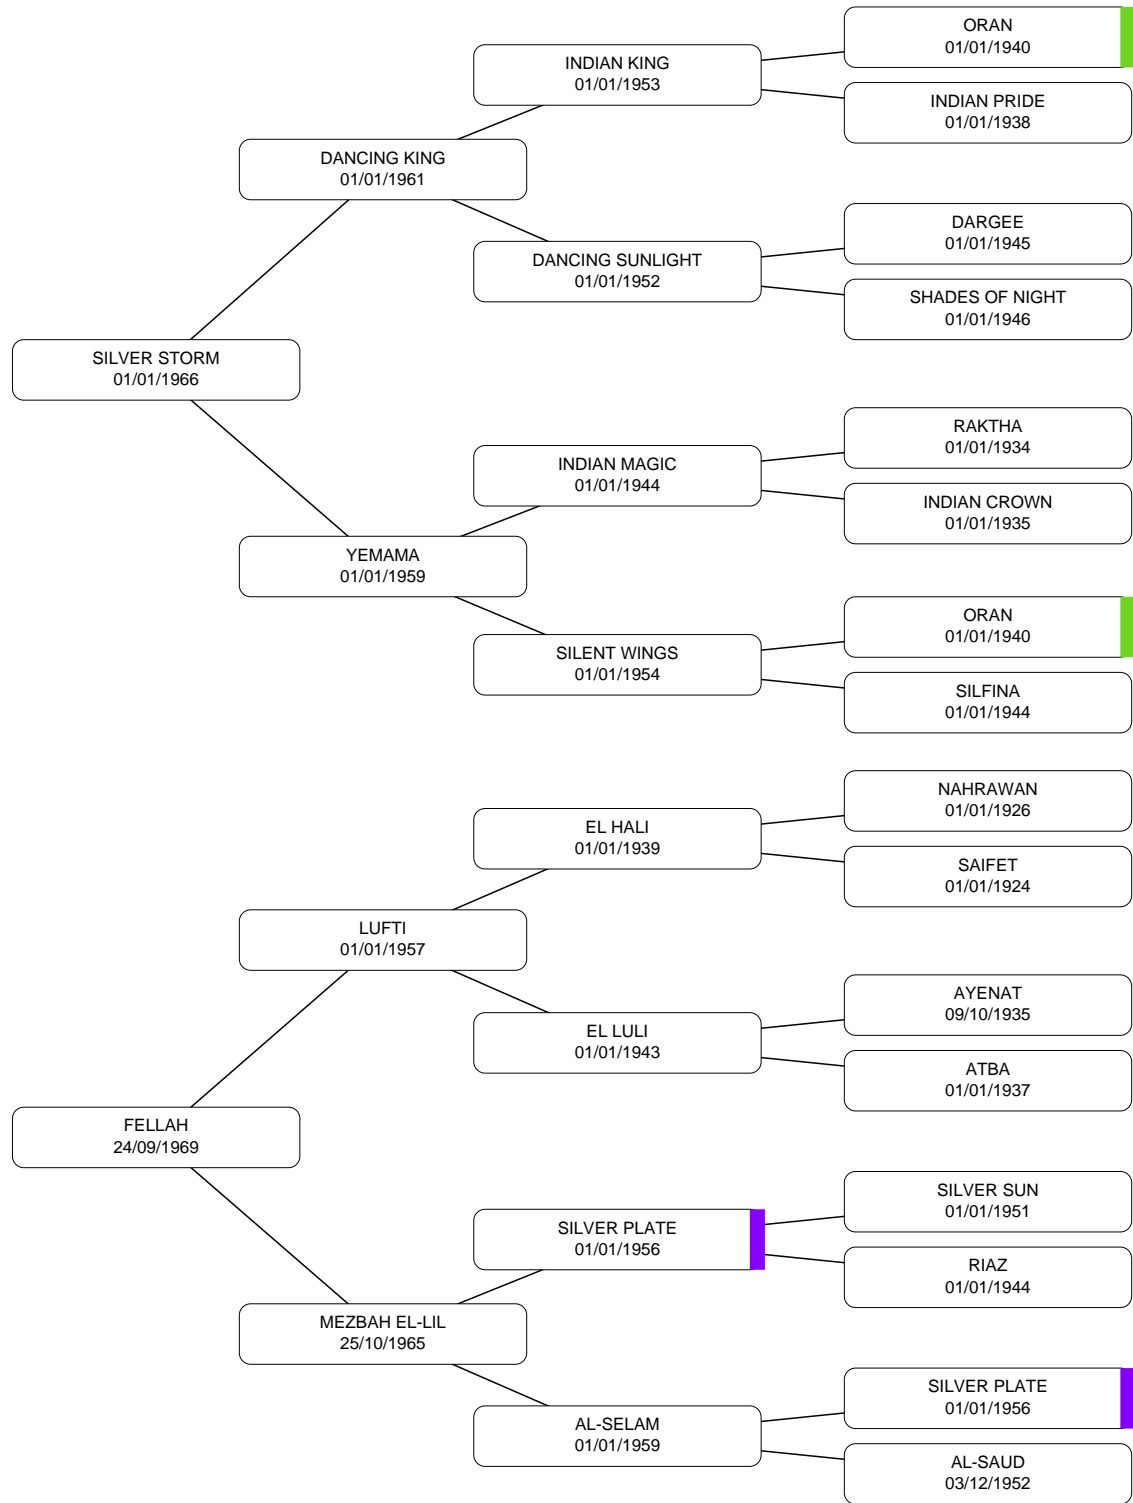 ORAN
01/01/1940
INDIAN KING
01/01/1953
INDIAN PRIDE
01/01/1938
DANCING KING
01/01/1961
DARGEE
01/01/1945
DANCING SUNLIGHT
01/01/1952
SHADES OF NIGHT
01/01/1946
SILVER STORM
01/01/1966
RAKTHA
01/01/1934
INDIAN MAGIC
01/01/1944
INDIAN CROWN
01/01/1935
YEMAMA
01/01/1959
ORAN
01/01/1940
SILENT WINGS
01/01/1954
SILFINA
01/01/1944
NAHRAWAN
01/01/1926
EL HALI
01/01/1939
SAIFET
01/01/1924
LUFTI
01/01/1957
AYENAT
09/10/1935
EL LULI
01/01/1943
ATBA
01/01/1937
FELLAH
24/09/1969
SILVER SUN
01/01/1951
SILVER PLATE
01/01/1956
RIAZ
01/01/1944
MEZBAH EL-LIL
25/10/1965
SILVER PLATE
01/01/1956
AL-SELAM
01/01/1959
AL-SAUD
03/12/1952